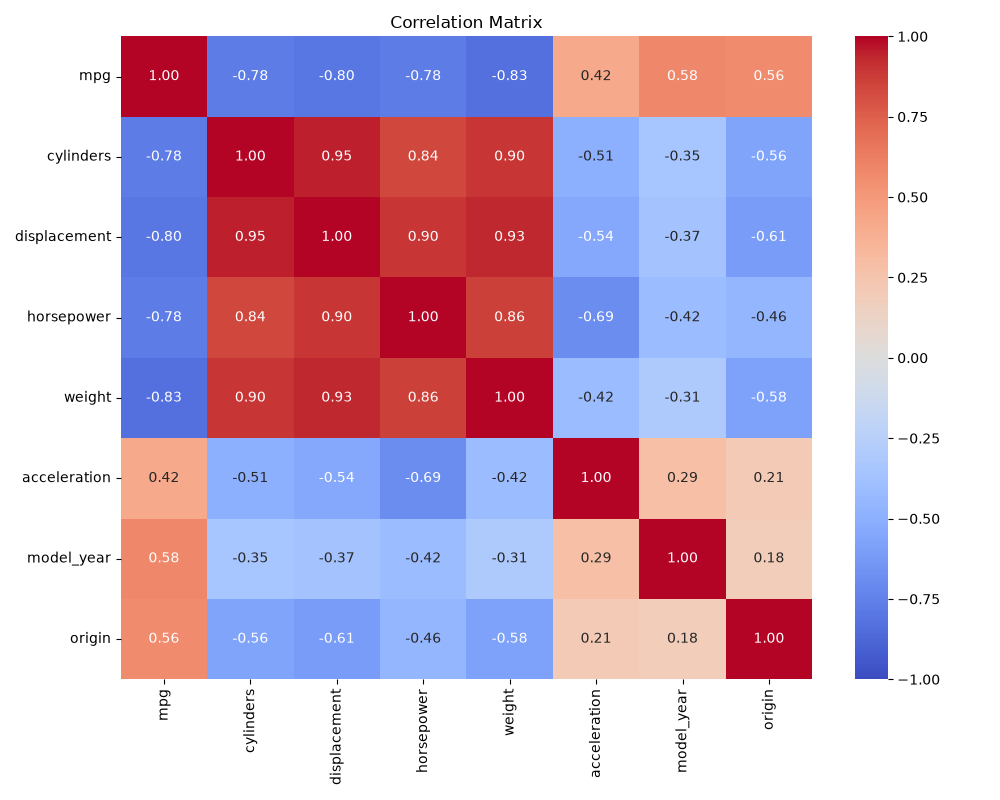 Correlation Matrix
mpg 1.00 -0.78 -0.80 -0.78 -0.83 0.42 0.58 0.56
cylinders -0.78 1.00 0.95 0.84 0.90 -0.51 -0.35 -0.56
displacement -0.80 0.95 1.00 0.90 0.93 -0.54 -0.37 -0.61
horsepower -0.78 0.84 0.90 1.00 0.86 -0.69 -0.42 -0.46
weight -0.83 0.90 0.93 0.86 1.00 -0.42 -0.31 -0.58
acceleration 0.42 -0.51 -0.54 -0.69 -0.42 1.00 0.29 0.21
model_year 0.58 -0.35 -0.37 -0.42 -0.31 0.29 1.00 0.18
origin 0.56 -0.56 -0.61 -0.46 -0.58 0.21 0.18 1.00
mpg cylinders displacement horsepower weight acceleration model_year origin
1.00
0.75
0.50
0.25
0.00
−0.25
−0.50
−0.75
−1.00